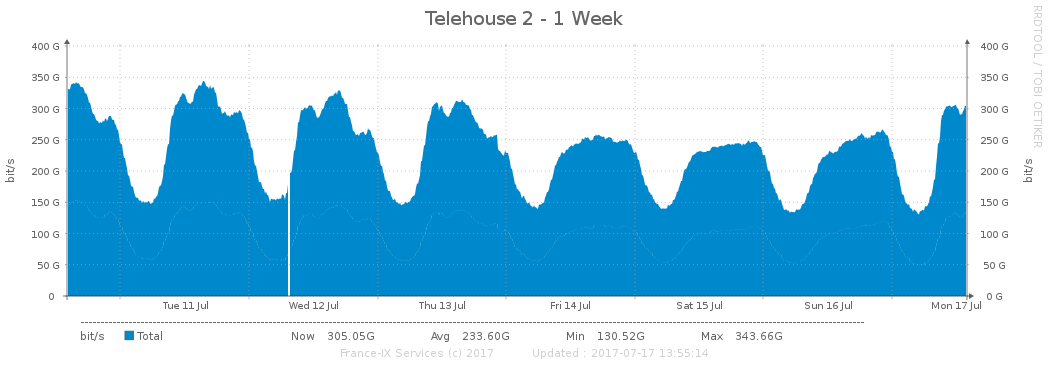 Telehouse 2 - 1 Week
RRDTOOL / TOBI OETIKER
bit/s
400 G
350 G
300 G
250 G
200 G
150 G
100 G
50 G
0
400 G
350 G
300 G
250 G
200 G
150 G
100 G
50 G
0 G
bit/s
Tue 11 Jul Wed 12 Jul Thu 13 Jul Fri 14 Jul Sat 15 Jul Sun 16 Jul Mon 17 Jul
bit/s Total Now 305.05G Avg 233.60G Min 130.52G Max 343.66G
France-IX Services (c) 2017 Updated : 2017-07-17 13:55:14